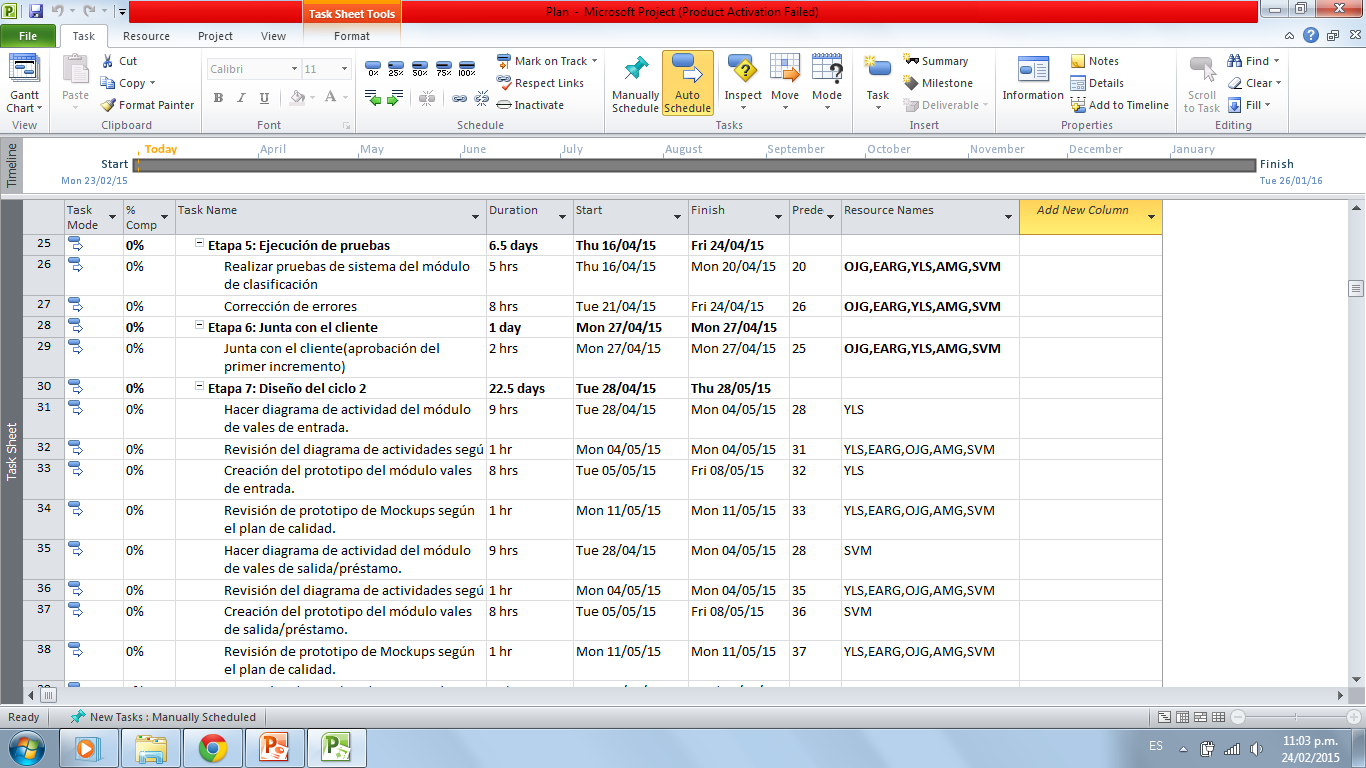 Plan - Microsoft Project (Product Activation Failed)
Task Sheet Tools
File Task Resource Project View Format
Gantt Chart
View
Paste
Cut
Copy
Format Painter
Clipboard
Calibri 11
B I U A
Font
0% 25% 50% 75% 100%
Mark on Track
Respect Links
Inactivate
Schedule
Manually Schedule
Auto Schedule
Inspect
Move
Mode
Tasks
Task
Summary
Milestone
Deliverable
Insert
Information
Notes
Details
Add to Timeline
Properties
Scroll to Task
Find
Clear
Fill
Editing
Timeline
Today April May June July August September October November December January
Start
Mon 23/02/15
Finish
Tue 26/01/16
Task Sheet
Task Mode % Comp Task Name Duration Start Finish Prede Resource Names Add New Column
25 0% Etapa 5: Ejecución de pruebas 6.5 days Thu 16/04/15 Fri 24/04/15
26 0% Realizar pruebas de sistema del módulo 5 hrs Thu 16/04/15 Mon 20/04/15 20 OJG,EARG,YLS,AMG,SVM
de clasificación
27 0% Corrección de errores 8 hrs Tue 21/04/15 Fri 24/04/15 26 OJG,EARG,YLS,AMG,SVM
28 0% Etapa 6: Junta con el cliente 1 day Mon 27/04/15 Mon 27/04/15
29 0% Junta con el cliente(aprobación del 2 hrs Mon 27/04/15 Mon 27/04/15 25 OJG,EARG,YLS,AMG,SVM
primer incremento)
30 0% Etapa 7: Diseño del ciclo 2 22.5 days Tue 28/04/15 Thu 28/05/15
31 0% Hacer diagrama de actividad del módulo 9 hrs Tue 28/04/15 Mon 04/05/15 28 YLS
de vales de entrada.
32 0% Revisión del diagrama de actividades segú 1 hr Mon 04/05/15 Mon 04/05/15 31 YLS,EARG,OJG,AMG,SVM
33 0% Creación del prototipo del módulo vales 8 hrs Tue 05/05/15 Fri 08/05/15 32 YLS
de entrada.
34 0% Revisión de prototipo de Mockups según 1 hr Mon 11/05/15 Mon 11/05/15 33 YLS,EARG,OJG,AMG,SVM
el plan de calidad.
35 0% Hacer diagrama de actividad del módulo 9 hrs Tue 28/04/15 Mon 04/05/15 28 SVM
de vales de salida/préstamo.
36 0% Revisión del diagrama de actividades segú 1 hr Mon 04/05/15 Mon 04/05/15 35 YLS,EARG,OJG,AMG,SVM
37 0% Creación del prototipo del módulo vales 8 hrs Tue 05/05/15 Fri 08/05/15 36 SVM
de salida/préstamo.
38 0% Revisión de prototipo de Mockups según 1 hr Mon 11/05/15 Mon 11/05/15 37 YLS,EARG,OJG,AMG,SVM
el plan de calidad.
Ready New Tasks : Manually Scheduled
ES 11:03 p.m.
24/02/2015